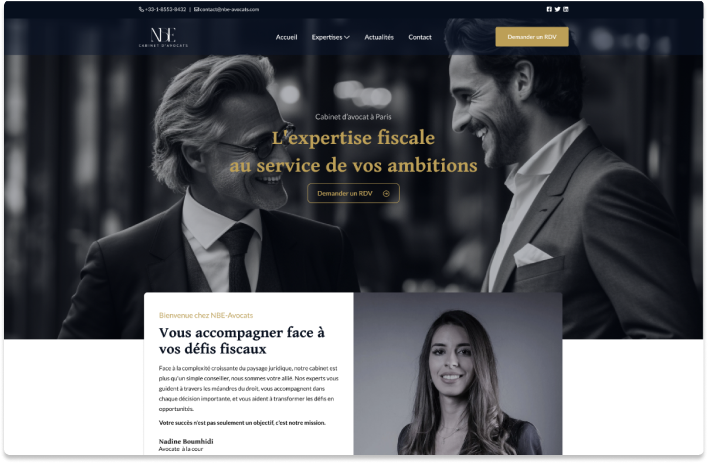 +33-1-8553-8432 | contact@nbe-avocats.com
NBE
CABINET D'AVOCATS
Accueil Expertises Actualités Contact
Demander un RDV
Cabinet d'avocat à Paris
L'expertise fiscale
au service de vos ambitions
Demander un RDV
Bienvenue chez NBE-Avocats
Vous accompagner face à
vos défis fiscaux
Face à la complexité croissante du paysage juridique, notre cabinet est
plus qu'un simple conseiller, nous sommes votre allié. Nos experts vous
guident à travers les méandres du droit, vous accompagnent dans
chaque décision importante, et vous aident à transformer les défis en
opportunités.
Votre succès n'est pas seulement un objectif, c'est notre mission.
Nadine Boumhidi
Avocate à la cour